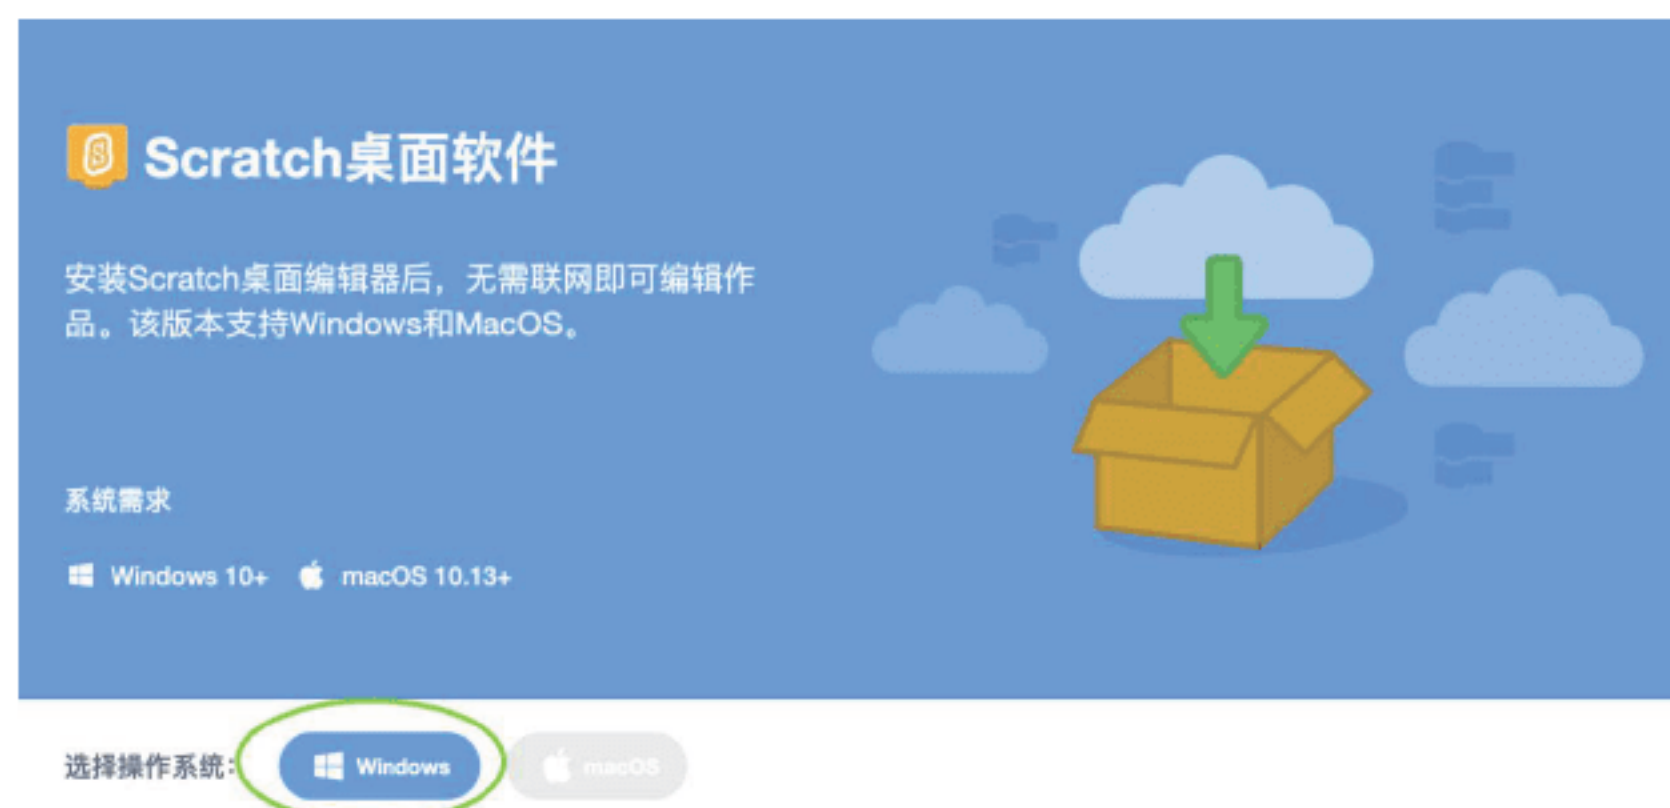 Scratch桌面软件
安装Scratch桌面编辑器后，无需联网即可编辑作
品。该版本支持Windows和MacOS。
系统需求
Windows 10+ macOS 10.13+
选择操作系统: Windows macOS